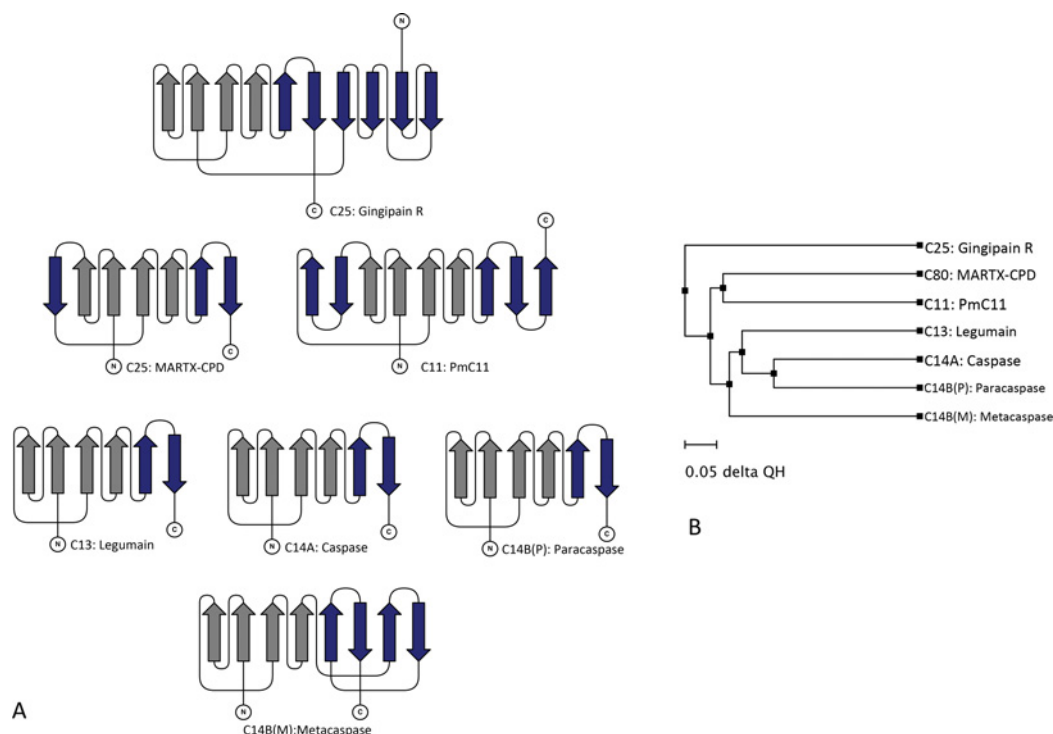 N
C
C25: Gingipain R
C
N
C25: MARTX-CPD
C
N
C11: PmC11
N
C13: Legumain
C
N
C14A: Caspase
C
N
C14B(P): Paracaspase
C
N
C14B(M):Metacaspase
C
A
C25: Gingipain R
C80: MARTX-CPD
C11: PmC11
C13: Legumain
C14A: Caspase
C14B(P): Paracaspase
C14B(M): Metacaspase
0.05 delta QH
B